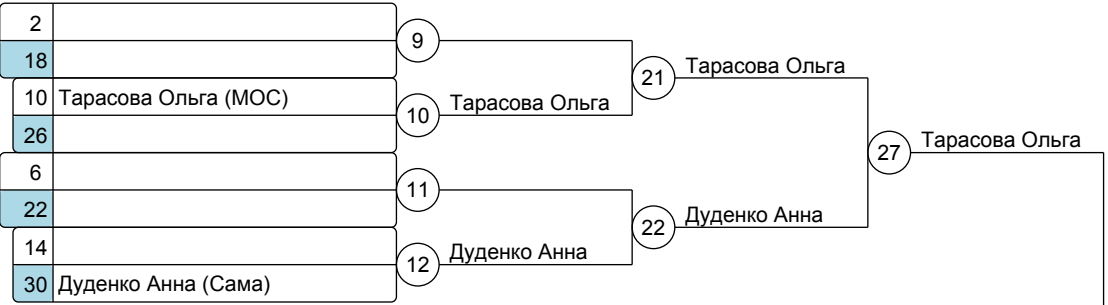 2
9
18
21 Тарасова Ольга
10 Тарасова Ольга (МОС)
10 Тарасова Ольга
26
27 Тарасова Ольга
6
11
22
22 Дуденко Анна
14
12 Дуденко Анна
30 Дуденко Анна (Сама)